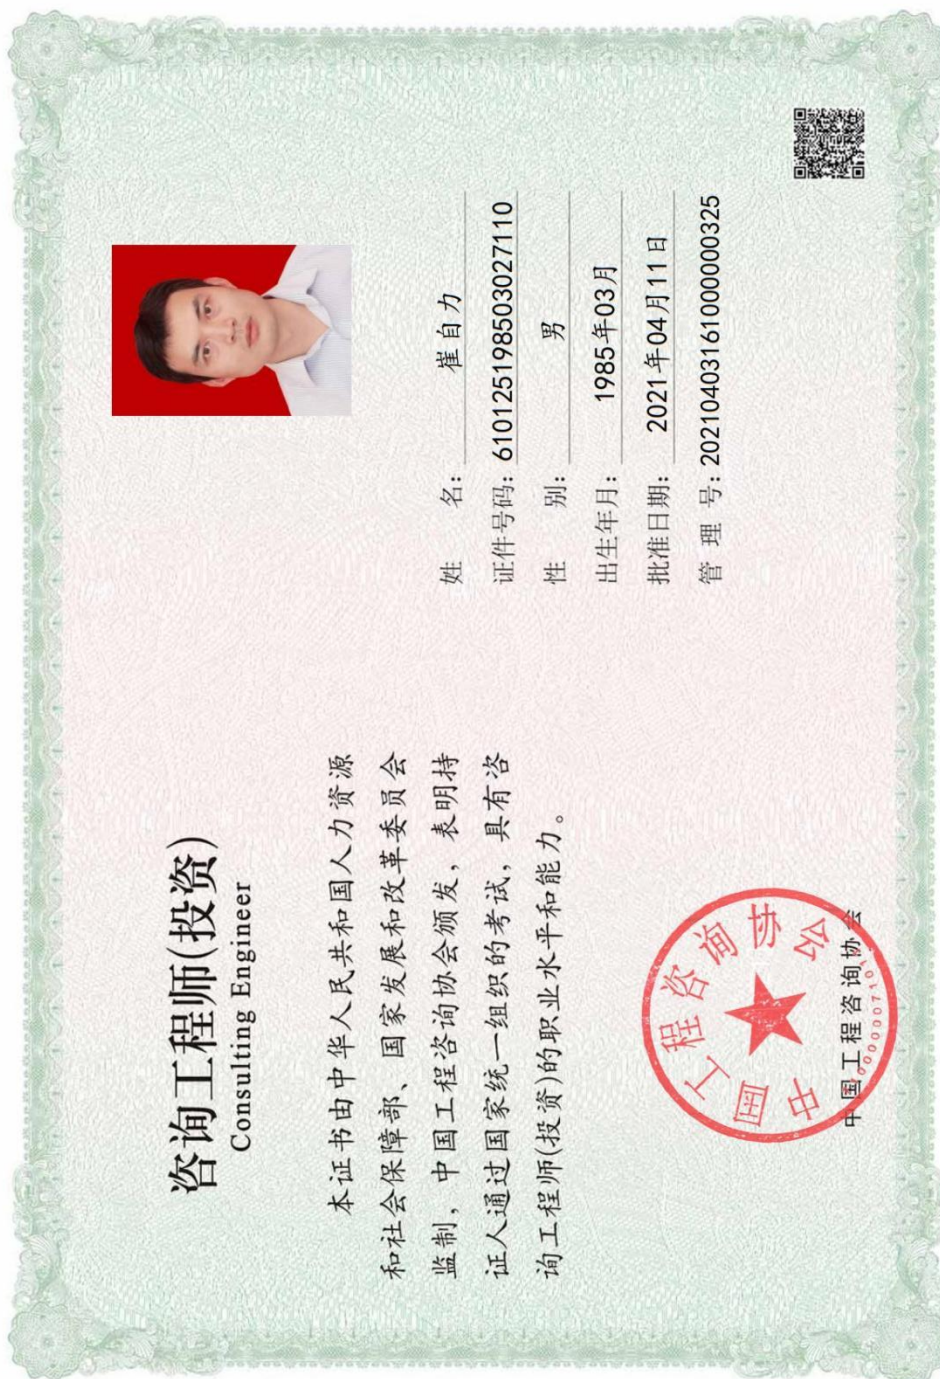 咨询工程师(投资)
Consulting Engineer
本证书由中华人民共和国人力资源
和社会保障部、国家发展和改革委员会
监制，中国工程咨询协会颁发，表明持
证人通过国家统一组织的考试，具有咨
询工程师(投资)的职业水平和能力。
中国工程咨询协会
中国工程咨询协会
姓 名：崔自力
证件号码：610125198503027110
性 别：男
出生年月：1985年03月
批准日期：2021年04月11日
管 理 号：20210403161000000325